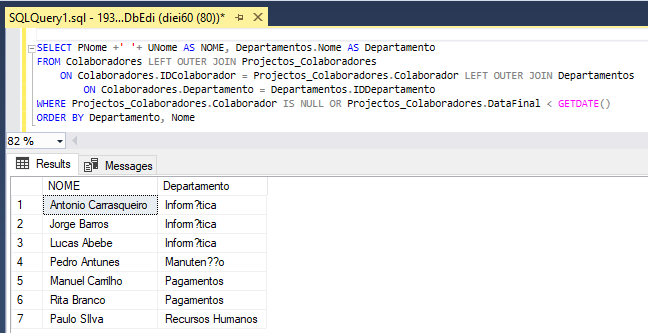 SQLQuery1.sql - 193...DbEdi (diei60 (80))*
SELECT PNome +' '+ UNome AS NOME, Departamentos.Nome AS Departamento
FROM Colaboradores LEFT OUTER JOIN Projectos_Colaboradores
ON Colaboradores.IDColaborador = Projectos_Colaboradores.Colaborador LEFT OUTER JOIN Departamentos
ON Colaboradores.Departamento = Departamentos.IDDepartamento
WHERE Projectos_Colaboradores.Colaborador IS NULL OR Projectos_Colaboradores.DataFinal < GETDATE()
ORDER BY Departamento, Nome
82 %
Results Messages
NOME Departamento
1 Antonio Carrasqueiro Inform?tica
2 Jorge Barros Inform?tica
3 Lucas Abebe Inform?tica
4 Pedro Antunes Manuten??o
5 Manuel Carrilho Pagamentos
6 Rita Branco Pagamentos
7 Paulo SIlva Recursos Humanos